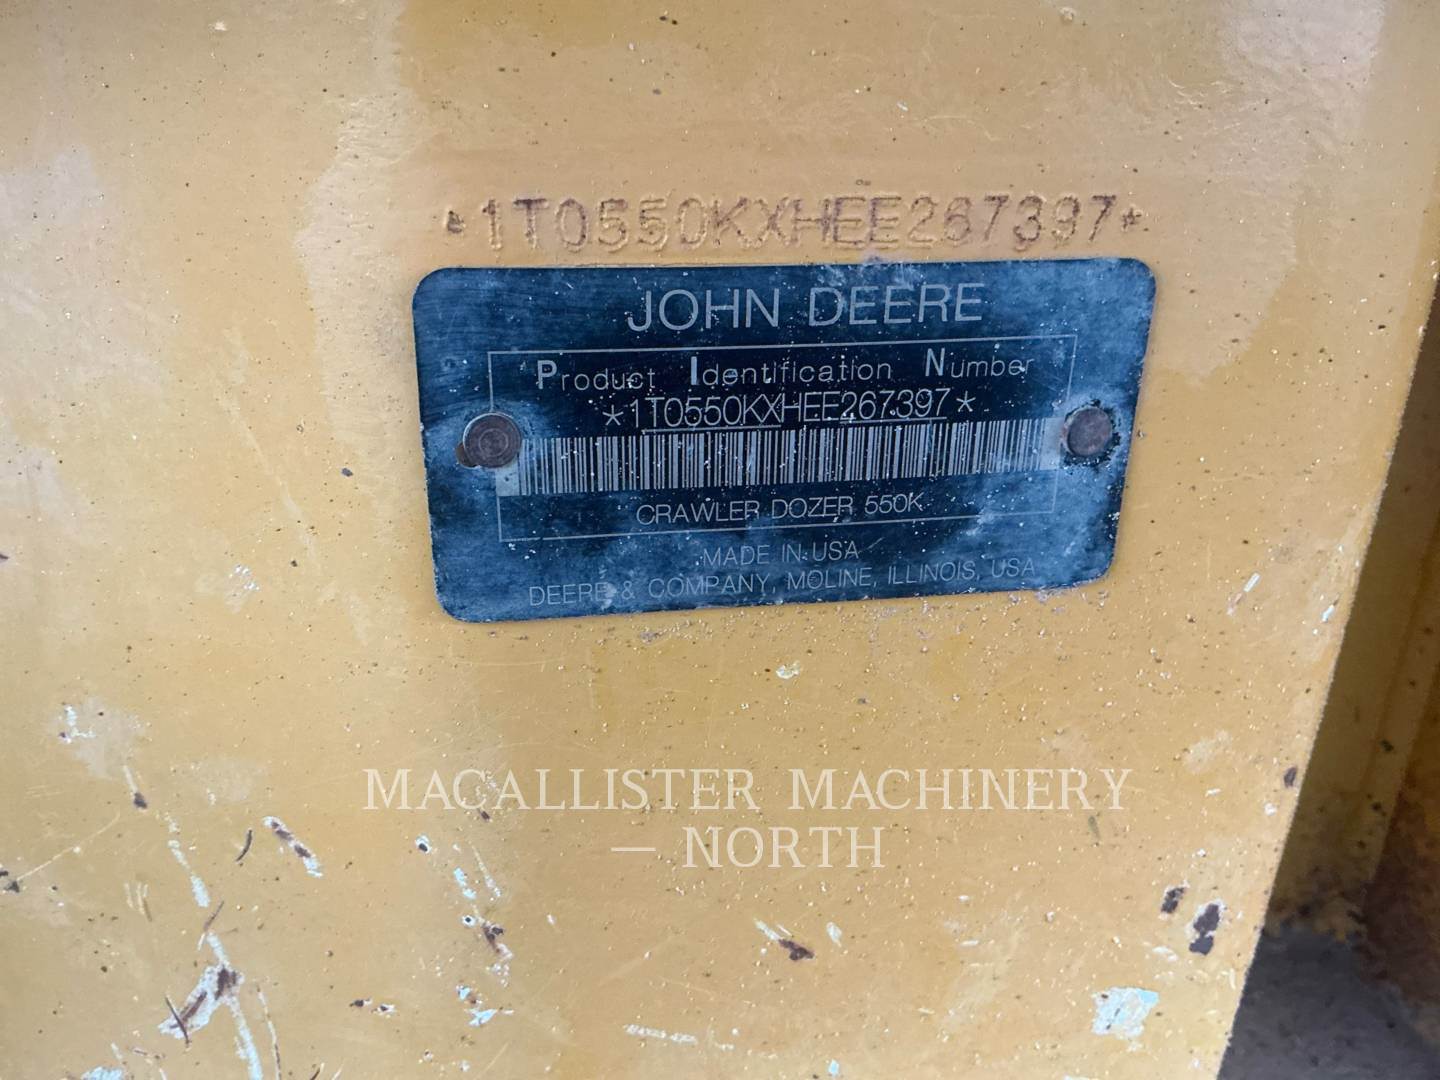 *1T0550KXHEE267397*
JOHN DEERE
Product Identification Number
*1T0550KXHEE267397*
CRAWLER DOZER 550K
MADE IN USA
DEERE & COMPANY, MOLINE, ILLINOIS, USA
MACALLISTER MACHINERY
— NORTH